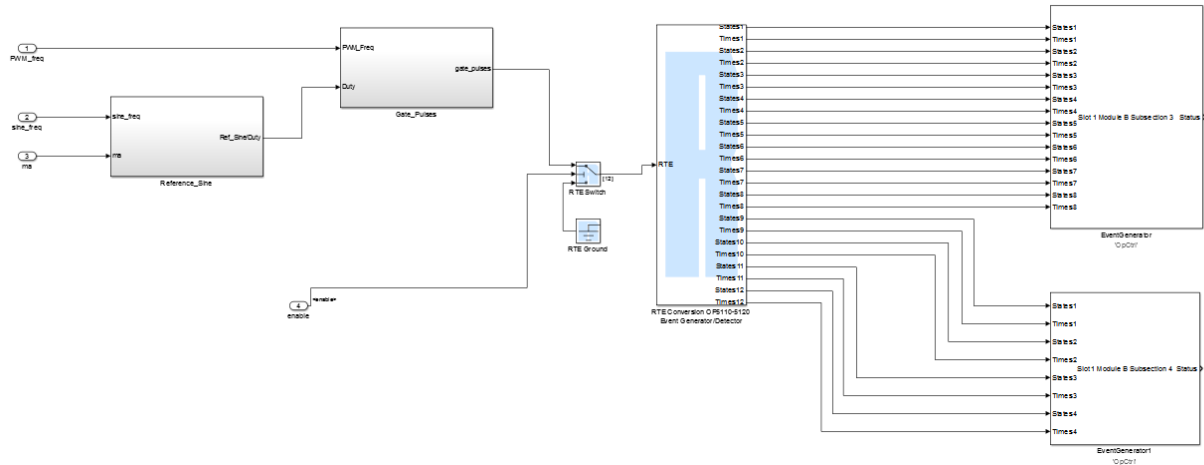 1
PWM_freq
2
sine_freq
3
ma
sine_freq
ma
Ref_Sine/Duty
Reference_Sine
PWM_Freq
Duty
gate_pulses
Gate_Pulses
[12]
RTE Switch
RTE Ground
4
enable
<enable>
RTE
States1
Times1
States2
Times2
States3
Times3
States4
Times4
States5
Times5
States6
Times6
States7
Times7
States8
Times8
States9
Times9
States10
Times10
States11
Times11
States12
Times12
RTE Conversion OP5110-5120
Event Generator/Detector
States1
Times1
States2
Times2
States3
Times3
States4
Times4
Slot 1 Module B Subsection 3 Status
States5
Times5
States6
Times6
States7
Times7
States8
Times8
EventGenerator
'OpCtrl'
States1
Times1
States2
Times2
Slot 1 Module B Subsection 4 Status
States3
Times3
States4
Times4
EventGenerator1
'OpCtrl'